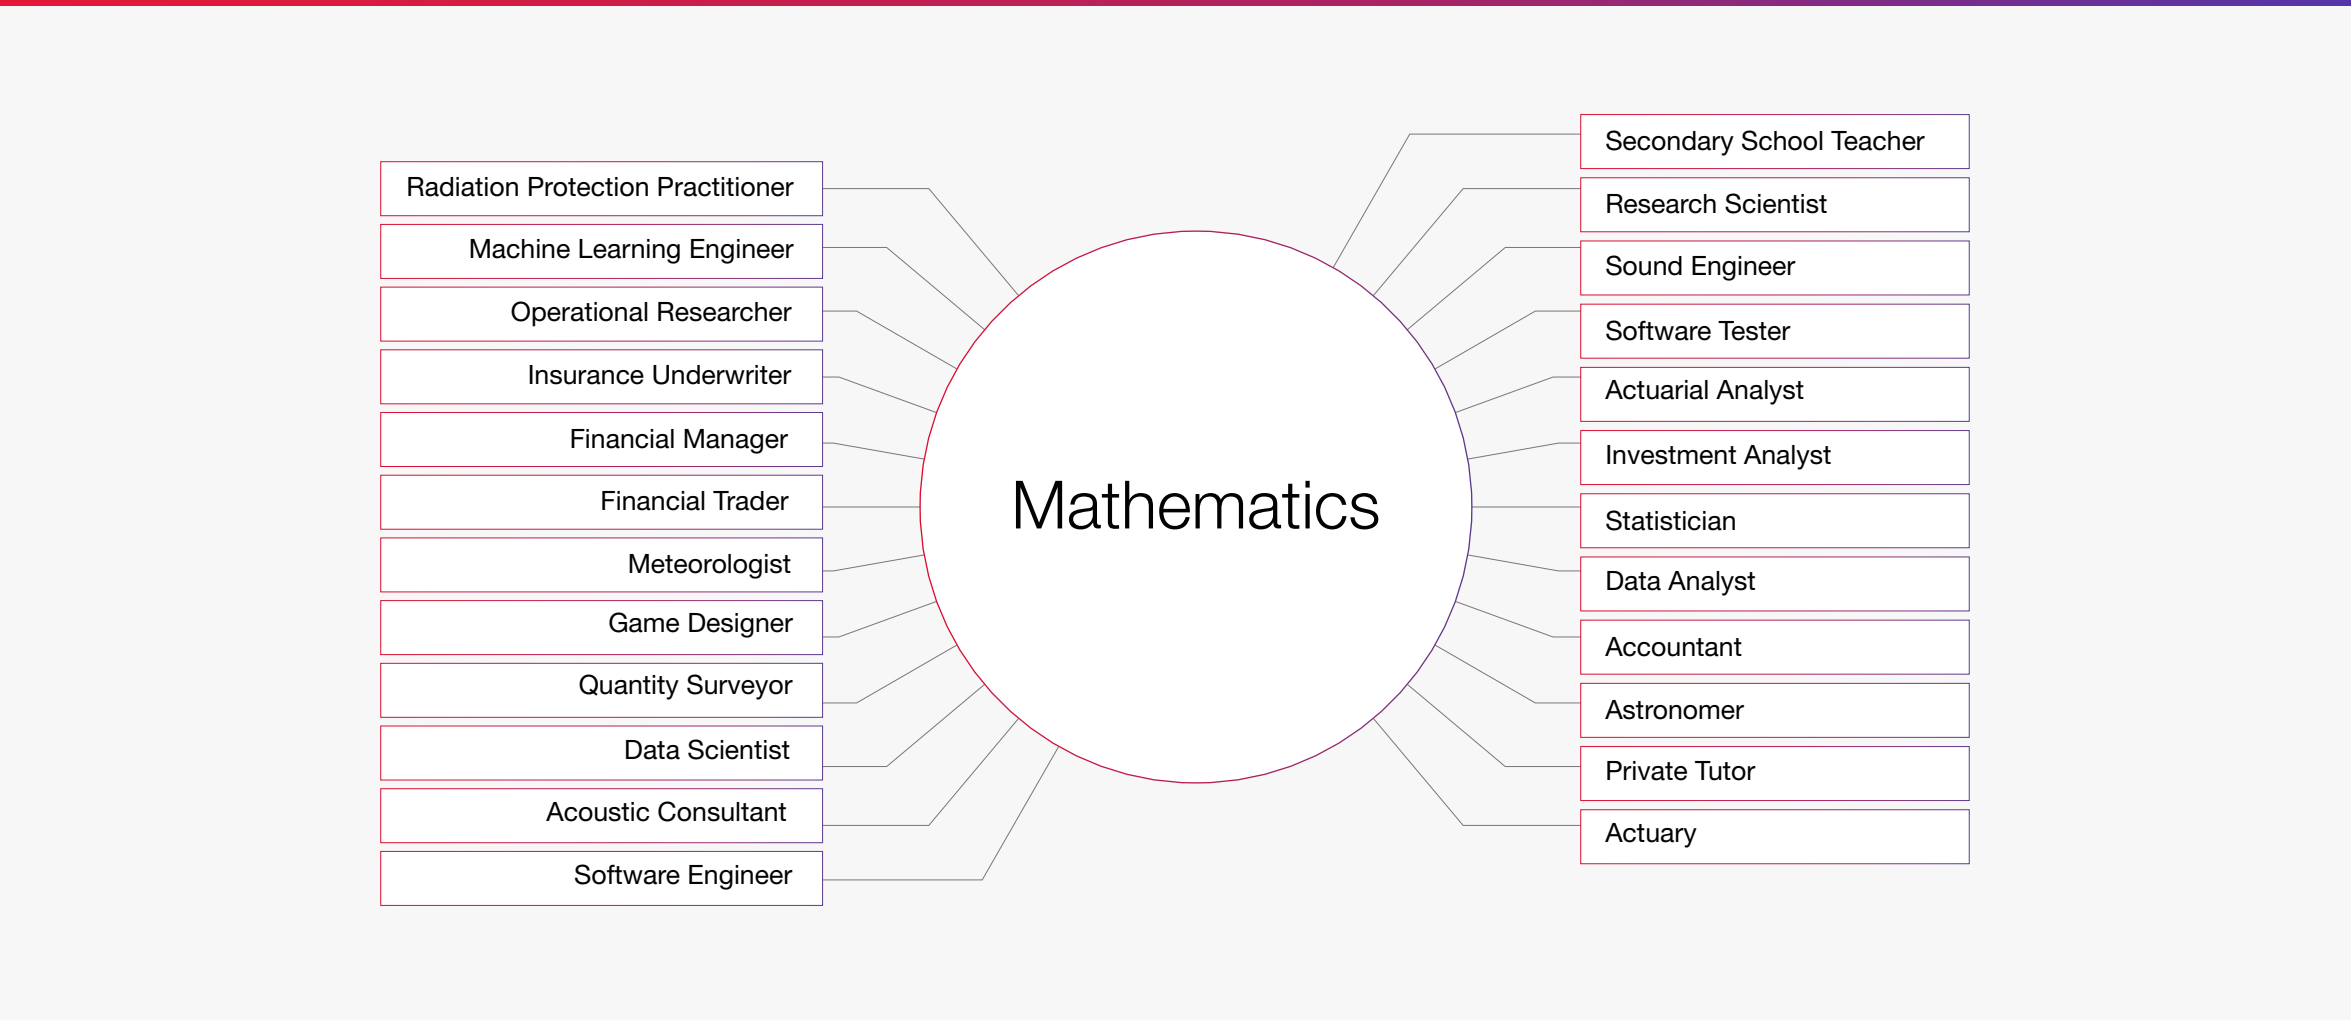 Radiation Protection Practitioner
Machine Learning Engineer
Operational Researcher
Insurance Underwriter
Financial Manager
Financial Trader
Meteorologist
Game Designer
Quantity Surveyor
Data Scientist
Acoustic Consultant
Software Engineer
Mathematics
Secondary School Teacher
Research Scientist
Sound Engineer
Software Tester
Actuarial Analyst
Investment Analyst
Statistician
Data Analyst
Accountant
Astronomer
Private Tutor
Actuary